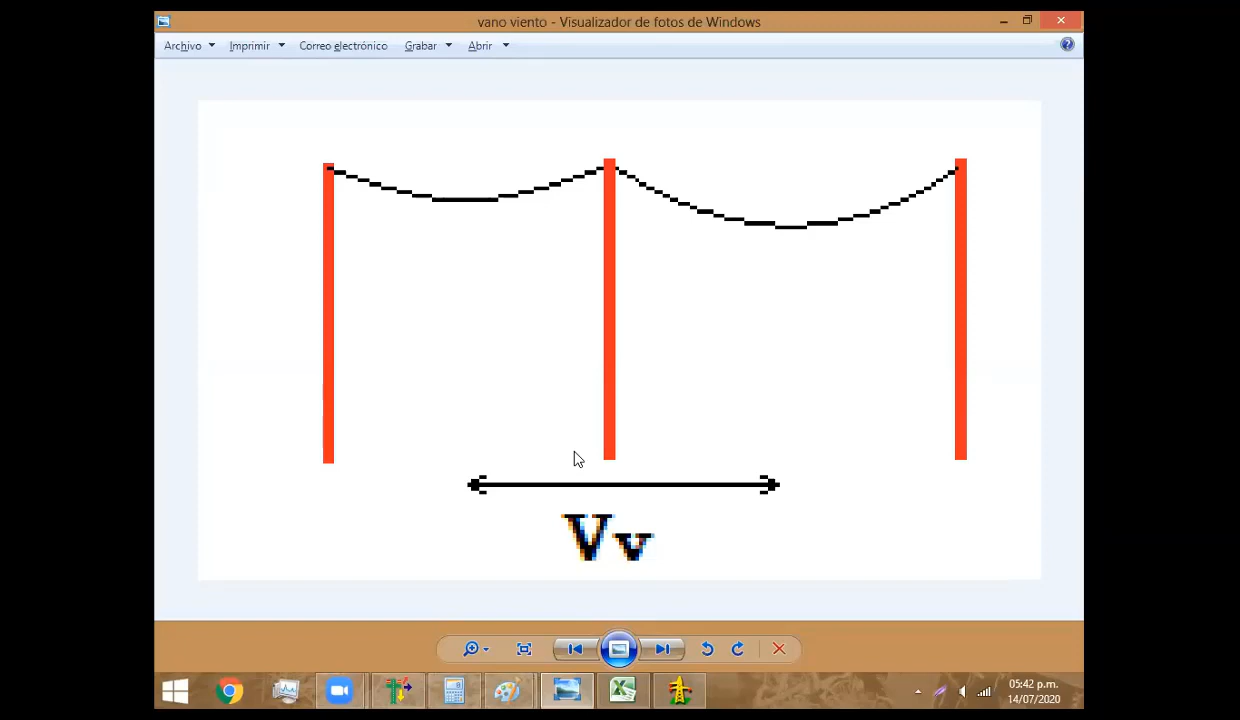 vano viento - Visualizador de fotos de Windows
Archivo Imprimir Correo electrónico Grabar Abrir
Vv
05:42 p.m.
14/07/2020